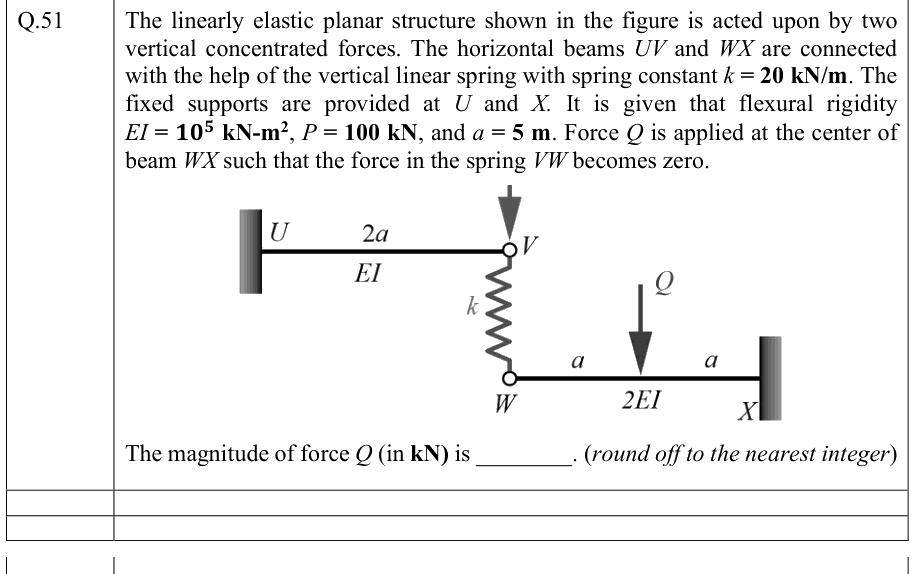 Q.51
The linearly elastic planar structure shown in the figure is acted upon by two
vertical concentrated forces. The horizontal beams UV and WX are connected
with the help of the vertical linear spring with spring constant k = 20 kN/m. The
fixed supports are provided at U and X. It is given that flexural rigidity
EI = 10⁵ kN-m², P = 100 kN, and a = 5 m. Force Q is applied at the center of
beam WX such that the force in the spring VW becomes zero.
U
2a
V
EI
Q
k
a
a
W
2EI
X
The magnitude of force Q (in kN) is ________. (round off to the nearest integer)